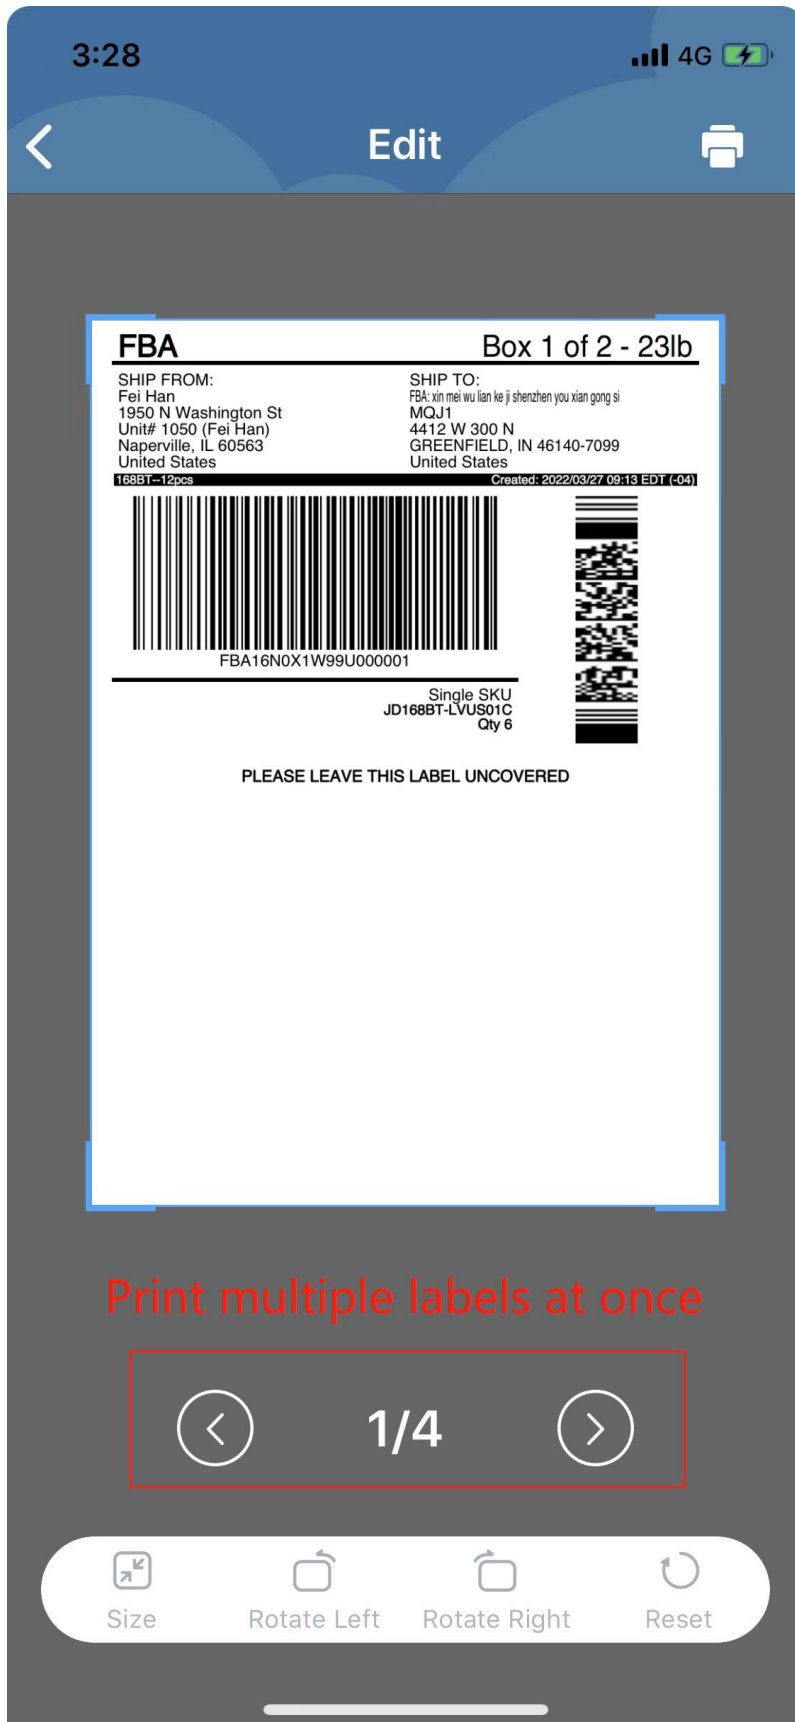 3:28
4G
Edit
FBA
Box 1 of 2 - 23lb
SHIP FROM:
Fei Han
1950 N Washington St
Unit# 1050 (Fei Han)
Naperville, IL 60563
United States
SHIP TO:
FBA: xin mei wu lian ke ji shenzhen you xian gong si
MQJ1
4412 W 300 N
GREENFIELD, IN 46140-7099
United States
168BT--12pcs
Created: 2022/03/27 09:13 EDT (-04)
FBA16N0X1W99U000001
Single SKU
JD168BT-LVUS01C
Qty 6
PLEASE LEAVE THIS LABEL UNCOVERED
Print multiple labels at once
1/4
Size
Rotate Left
Rotate Right
Reset